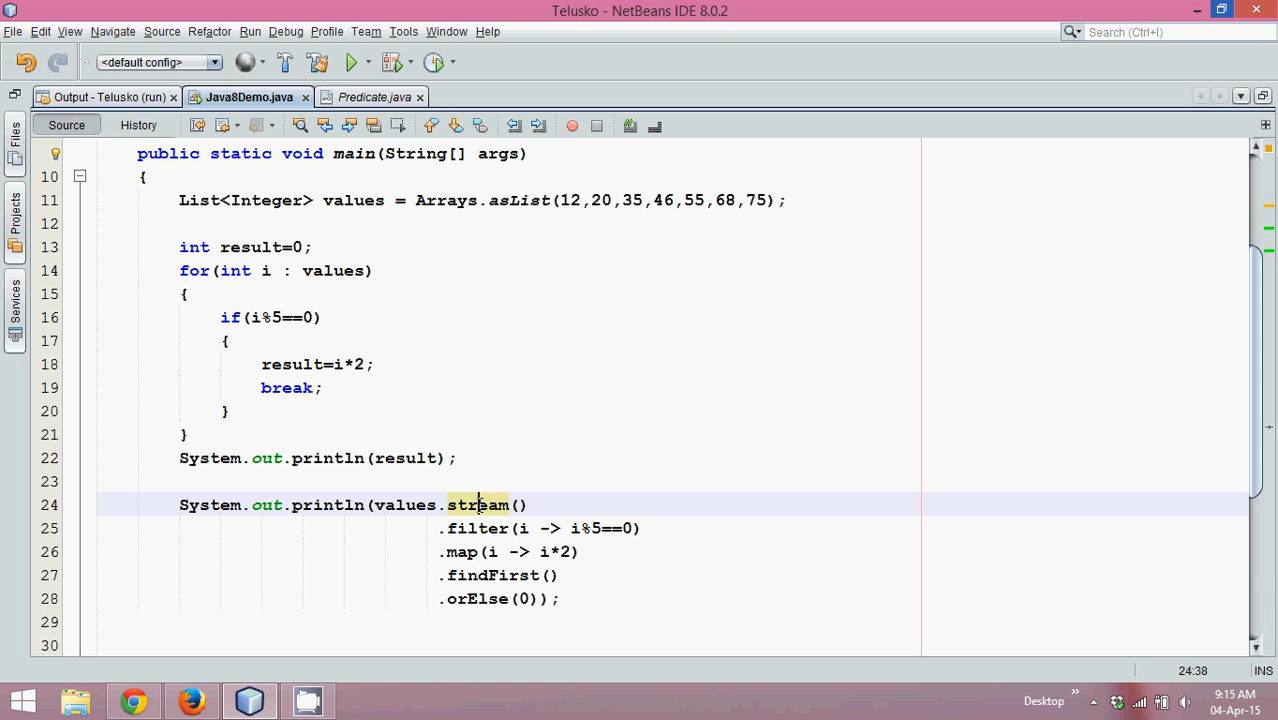 Telusko - NetBeans IDE 8.0.2
File Edit View Navigate Source Refactor Run Debug Profile Team Tools Window Help
Search (Ctrl+I)
<default config>
Output - Telusko (run) Java8Demo.java Predicate.java
Source History
Files
Projects
Services
public static void main(String[] args)
10 {
11 List<Integer> values = Arrays.asList(12,20,35,46,55,68,75);
12
13 int result=0;
14 for(int i : values)
15 {
16 if(i%5==0)
17 {
18 result=i*2;
19 break;
20 }
21 }
22 System.out.println(result);
23
24 System.out.println(values.stream()
25 .filter(i -> i%5==0)
26 .map(i -> i*2)
27 .findFirst()
28 .orElse(0));
29
30
24:38 INS
Desktop
9:15 AM
04-Apr-15